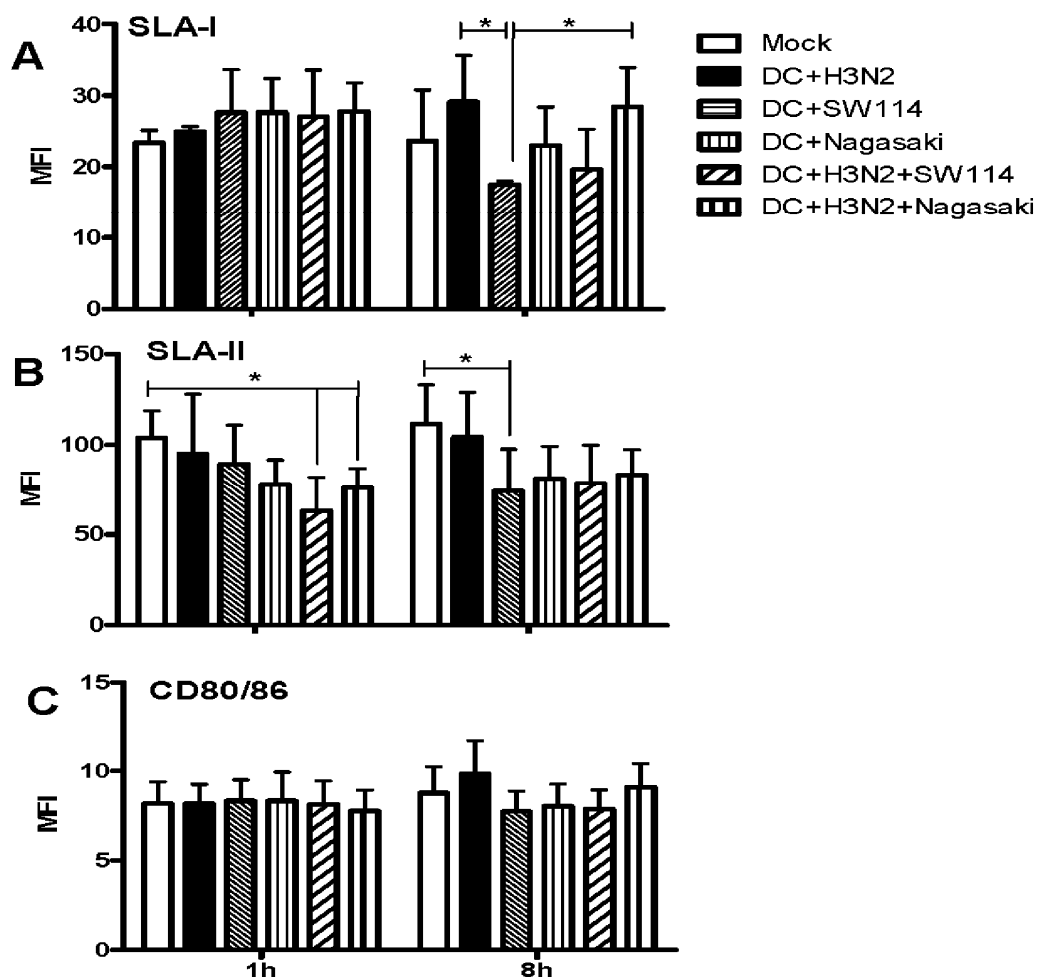 A
SLA-I
MFI
40
30
20
10
0
*
*
Mock
DC+H3N2
DC+SW114
DC+Nagasaki
DC+H3N2+SW114
DC+H3N2+Nagasaki
B
SLA-II
MFI
150
100
50
0
*
*
C
CD80/86
MFI
15
10
5
0
1h
8h